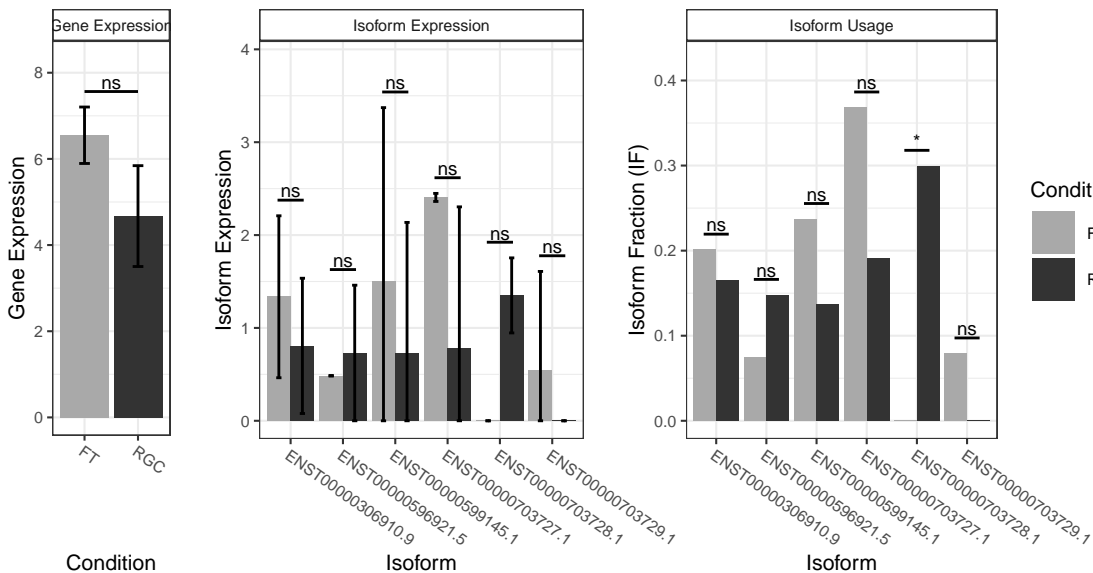 Gene Expression
Gene Expression
8
6
4
2
0
ns
FT
RGC
Condition
Isoform Expression
Isoform Expression
4
3
2
1
0
ns
ns
ns
ns
ns
ns
ENST00000306910.9
ENST00000596921.5
ENST00000599145.1
ENST00000703727.1
ENST00000703728.1
ENST00000703729.1
Isoform
Isoform Usage
Isoform Fraction (IF)
0.4
0.3
0.2
0.1
0.0
ns
ns
ns
ns
*
ns
ENST00000306910.9
ENST00000596921.5
ENST00000599145.1
ENST00000703727.1
ENST00000703728.1
ENST00000703729.1
Isoform
Conditi